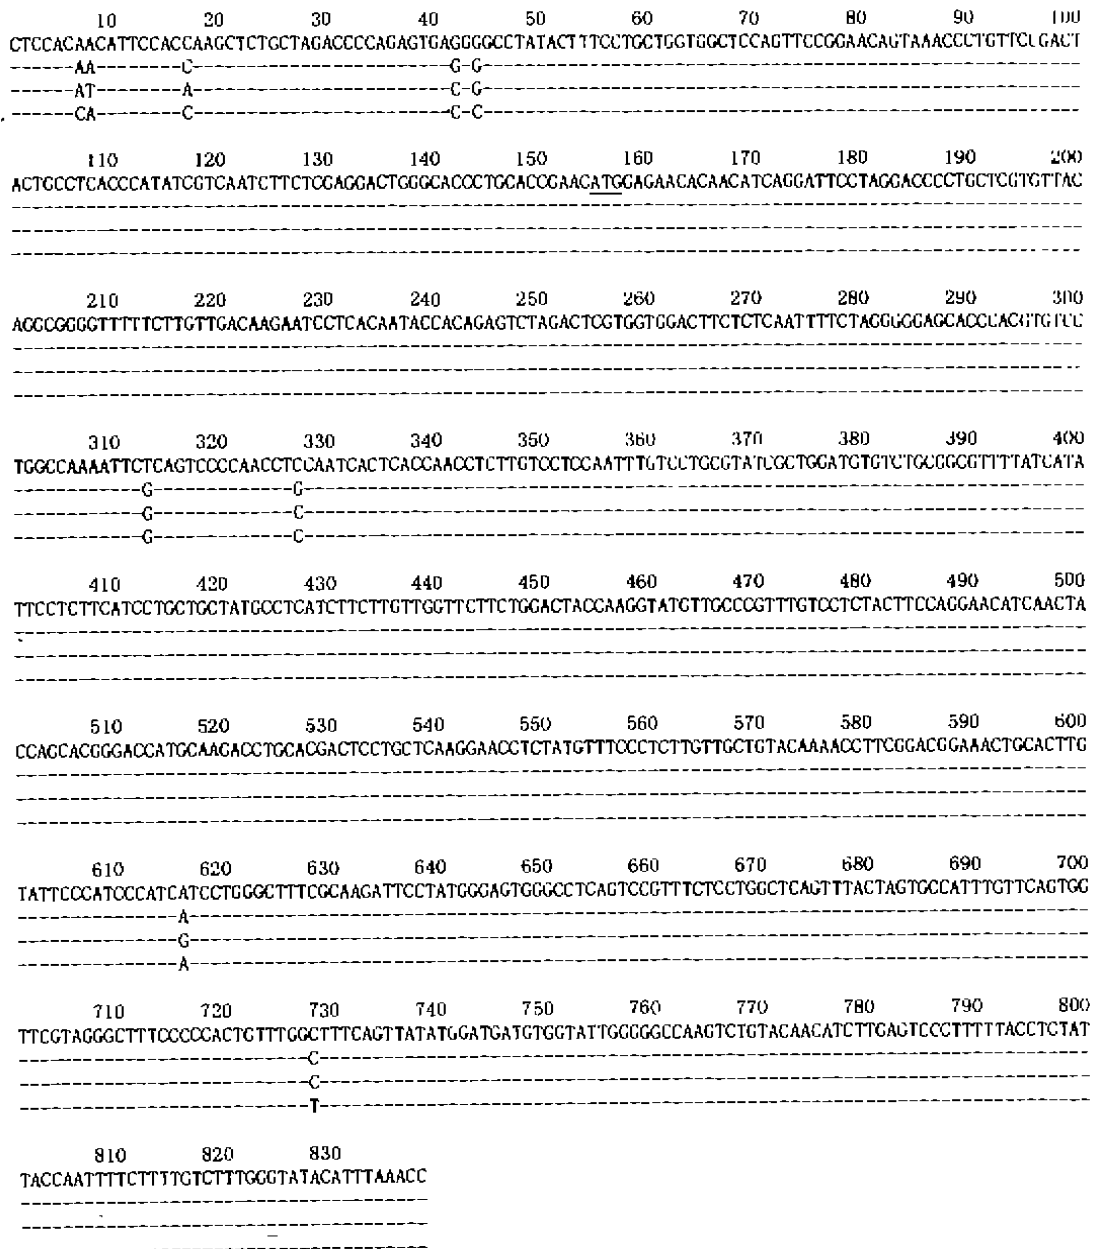 10 20 30 40 50 60 70 80 90 100
CTCCACAACATTCCACCAAGCTCTGCTAGACCCCAGAGTGAGGGGCCTATACTTTCCTGCTGGTGGCTCCAGTTCCGGAACAGTAAACCCTGTTCCGACT
------AA--------C------------------------G-G--------------------------------------------------------
------AT--------A------------------------C-G--------------------------------------------------------
------CA--------C------------------------C-C--------------------------------------------------------
110 120 130 140 150 160 170 180 190 200
ACTGCCTCACCCATATCGTCAATCTTCTCGAGGACTGGGCACCCTGCACCGAACATGGAGAACACAACATCAGGATTCCTAGGACCCCTGCTCGTGTTAC
----------------------------------------------------------------------------------------------------
----------------------------------------------------------------------------------------------------
----------------------------------------------------------------------------------------------------
210 220 230 240 250 260 270 280 290 300
AGGCGGGGTTTTTCTTGTTGACAAGAATCCTCACAATACCACAGAGTCTAGACTCGTGGTGGACTTCTCTCAATTTTCTAGGGGGAGCACCCACGTGTCC
----------------------------------------------------------------------------------------------------
----------------------------------------------------------------------------------------------------
----------------------------------------------------------------------------------------------------
310 320 330 340 350 360 370 380 390 400
TGGCCAAAATTCTCAGTCCCCAACCTCCAATCACTCACCAACCTCTTGTCCTCCAATTTGTCCTGCGTATCGCTGGATGTGTCTGCGGCGTTTTATCATA
------------G-------------G-------------------------------------------------------------------------
------------G-------------C-------------------------------------------------------------------------
------------G-------------C-------------------------------------------------------------------------
410 420 430 440 450 460 470 480 490 500
TTCCTCTTCATCCTGCTGCTATGCCTCATCTTCTTGTTGGTTCTTCTGGACTACCAAGGTATGTTGCCCGTTTGTCCTCTACTTCCAGGAACATCAACTA
----------------------------------------------------------------------------------------------------
----------------------------------------------------------------------------------------------------
----------------------------------------------------------------------------------------------------
510 520 530 540 550 560 570 580 590 600
CCAGCACGGGACCATGCAAGACCTGCACGACTCCTGCTCAAGGAACCTCTATGTTTCCCTCTTGTTGCTGTACAAAACCTTCGGACGGAAACTGCACTTG
----------------------------------------------------------------------------------------------------
----------------------------------------------------------------------------------------------------
----------------------------------------------------------------------------------------------------
610 620 630 640 650 660 670 680 690 700
TATTCCCATCCCATCATCCTGGGCTTTCGCAAGATTCCTATGGGAGTGGGCCTCAGTCCGTTTCTCCTGGCTCAGTTTACTAGTGCCATTTGTTCAGTGG
---------------A------------------------------------------------------------------------------------
---------------G------------------------------------------------------------------------------------
---------------A------------------------------------------------------------------------------------
710 720 730 740 750 760 770 780 790 800
TTCGTAGGGCTTTCCCCCACTGTTTGGCTTTCAGTTATATGGATGATGTGGTATTGGGGGCCAAGTCTGTACAACATCTTGAGTCCCTTTTTACCTCTAT
---------------------------C------------------------------------------------------------------------
---------------------------C------------------------------------------------------------------------
---------------------------T------------------------------------------------------------------------
810 820 830
TACCAATTTTCTTTTGTCTTTGGGTATACATTTAAACC
--------------------------------------
--------------------------------------
--------------------------------------